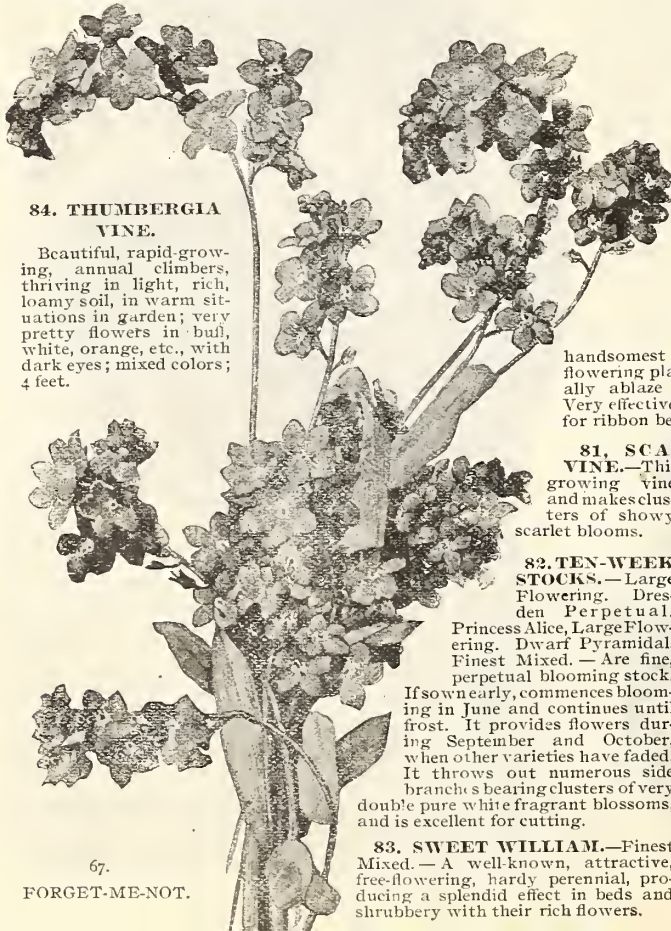 84. THUMBERGIA
VINE.
Beautiful, rapid-grow-
ing, annual climbers,
thriving in light, rich,
loamy soil, in warm sit-
uations in garden; very
pretty flowers in buff,
white, orange, etc., with
dark eyes; mixed colors;
4 feet.
handsomest
flowering pla
ally ablaze
Very effective
for ribbon be
81, SCA
VINE.—Thi
growing vine
and makes clus
ters of showy
scarlet blooms.
82. TEN-WEEK
STOCKS.—Large
Flowering. Dres-
den Perpetual,
Princess Alice, Large Flow-
ering. Dwarf Pyramidal,
Finest Mixed. — Are fine,
perpetual blooming stock.
If sown early, commences bloom-
ing in June and continues until
frost. It provides flowers dur-
ing September and October,
when other varieties have faded.
It throws out numerous side
branch s bearing clusters of very
double pure white fragrant blossoms,
and is excellent for cutting.
83. SWEET WILLIAM.—Finest
Mixed. — A well-known, attractive,
free-flowering, hardy perennial, pro-
ducing a splendid effect in beds and
shrubbery with their rich flowers.
67.
FORGET-ME-NOT.